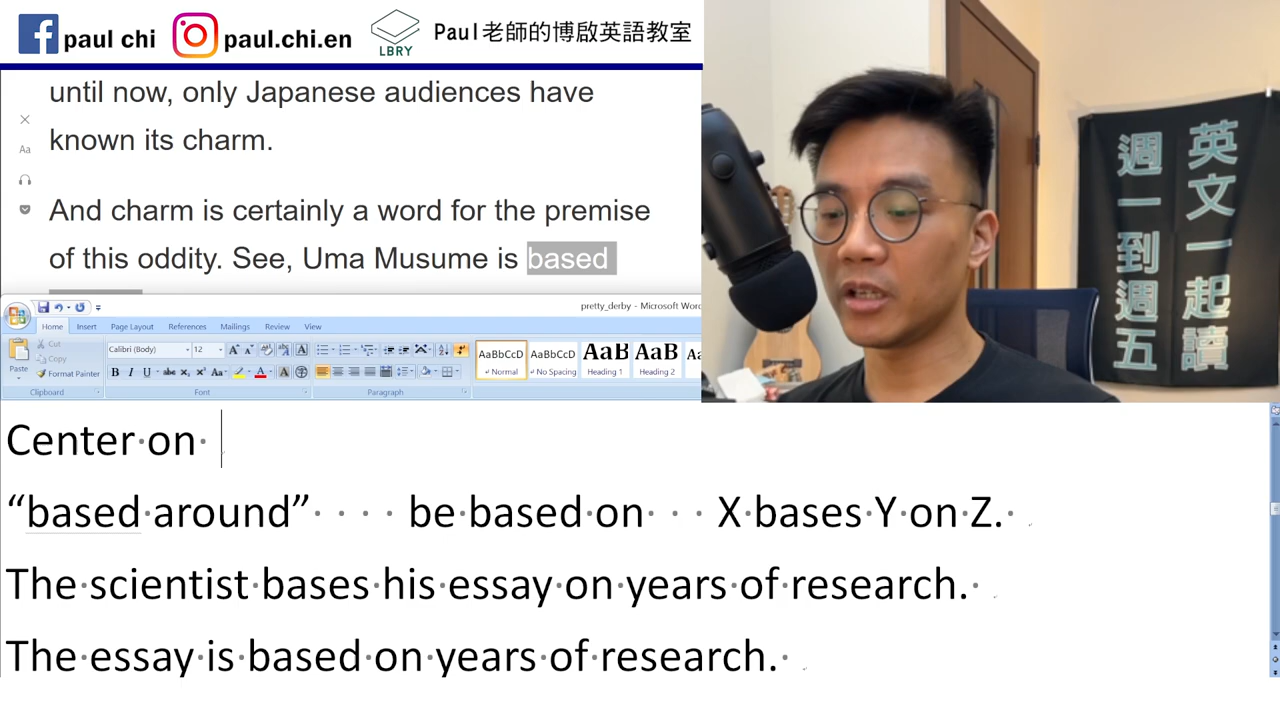 paul chi
paul.chi.en
LBRY
Paul老師的博啟英語教室
until now, only Japanese audiences have
known its charm.
And charm is certainly a word for the premise
of this oddity. See, Uma Musume is based
pretty_derby - Microsoft Word
Home Insert Page Layout References Mailings Review View
Paste
Cut
Copy
Format Painter
Clipboard
Calibri (Body) 12
Font
Paragraph
AaBbCcD AaBbCcD AaBb AaB
Normal No Spacing Heading 1 Heading 2
英文一起讀
週一到週五
Center on
“based around” be based on X bases Y on Z.
The scientist bases his essay on years of research.
The essay is based on years of research.